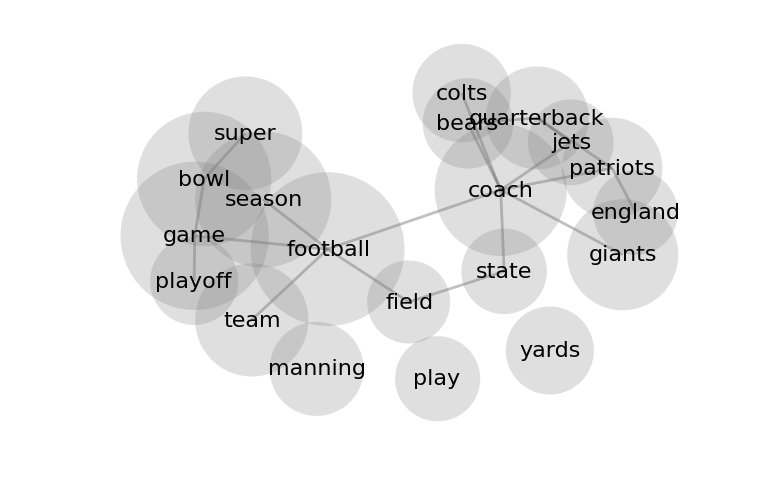 colts
quarterback
bears
super
jets
patriots
bowl
coach
season
england
game
football
giants
state
playoff
field
team
yards
manning
play